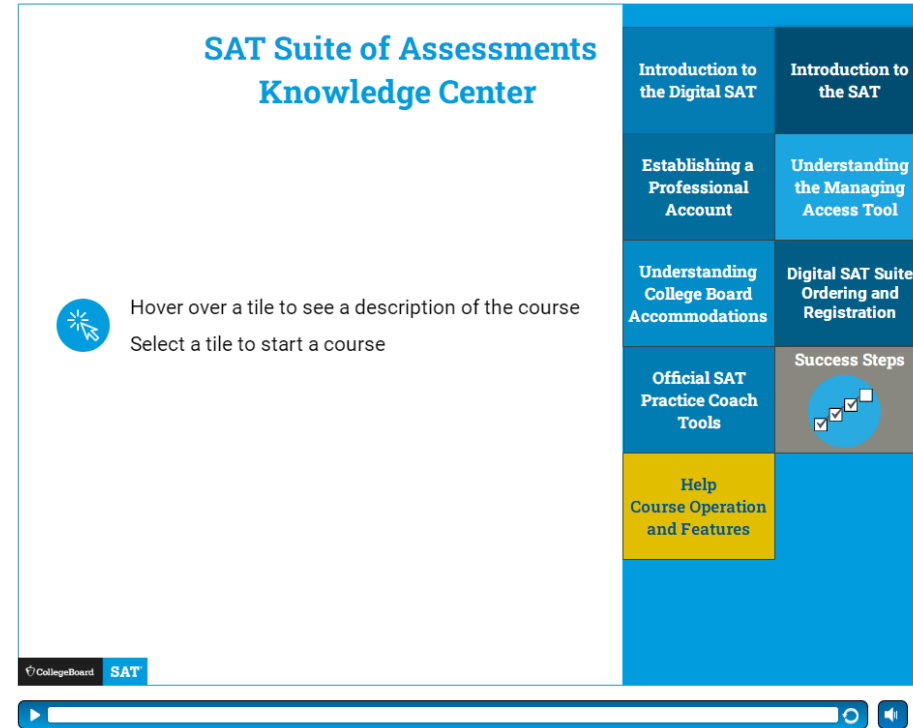 SAT Suite of Assessments
Knowledge Center
Hover over a tile to see a description of the course
Select a tile to start a course
Introduction to
the Digital SAT
Introduction to
the SAT
Establishing a
Professional
Account
Understanding
the Managing
Access Tool
Understanding
College Board
Accommodations
Digital SAT Suite
Ordering and
Registration
Official SAT
Practice Coach
Tools
Success Steps
Help
Course Operation
and Features
CollegeBoard SAT